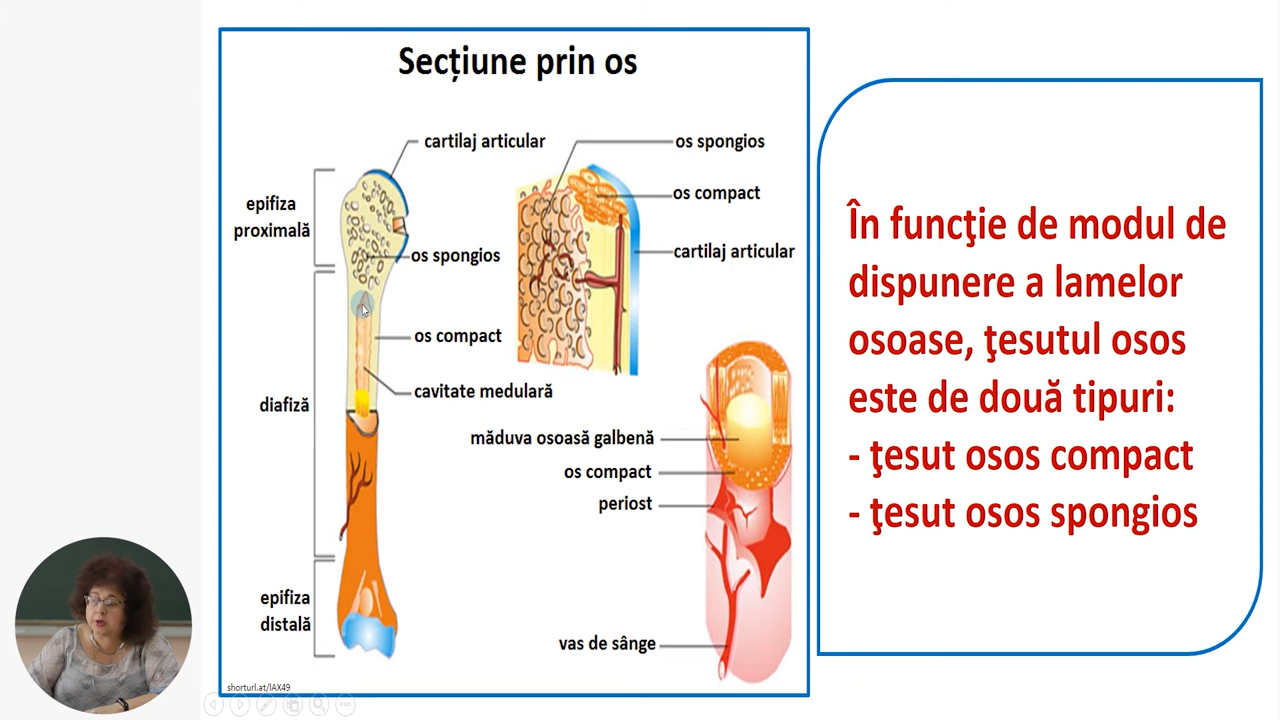 Secțiune prin os
cartilaj articular
os spongios
os compact
epifiza
proximală
cartilaj articular
os spongios
os compact
cavitate medulară
diafiză
măduva osoasă galbenă
os compact
periost
epifiza
distală
vas de sânge
shorturl.at/lAX49
În funcţie de modul de
dispunere a lamelor
osoase, ţesutul osos
este de două tipuri:
- ţesut osos compact
- ţesut osos spongios